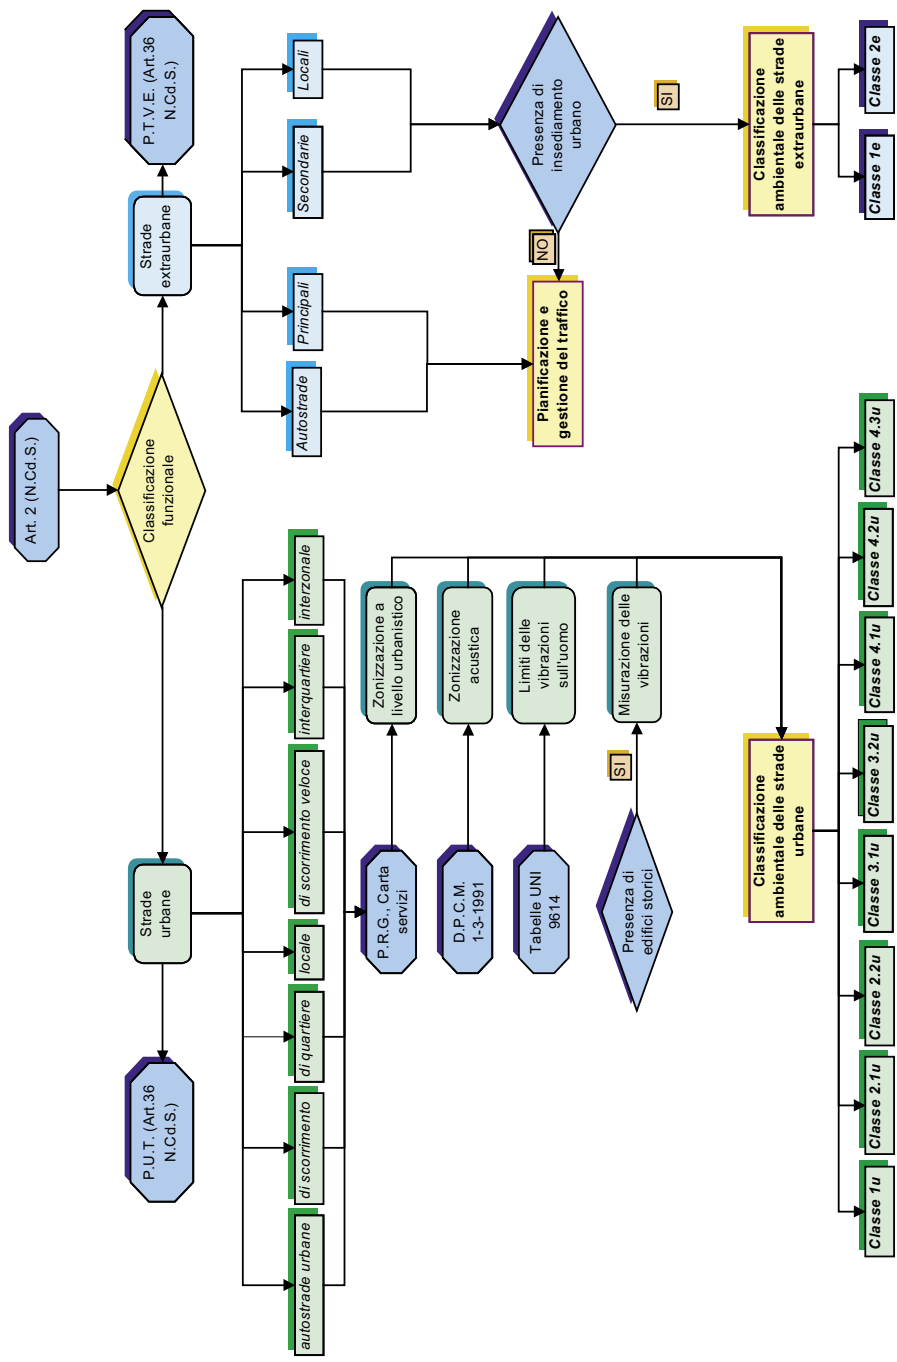 Art. 2 (N.Cd.S.)
Classificazione
funzionale
P.U.T. (Art.36
N.Cd.S.)
Strade
urbane
Strade
extraurbane
P.T.V.E. (Art.36
N.Cd.S.)
autostrade urbane
di scorrimento
di quartiere
locale
di scorrimento veloce
interquartiere
interzonale
Autostrade
Principali
Secondarie
Locali
P.R.G., Carta
servizi
Zonizzazione a
livello urbanistico
D.P.C.M.
1-3-1991
Zonizzazione
acustica
Tabelle UNI
9614
Limiti delle
vibrazioni
sull'uomo
Presenza di
edifici storici
SI
Misurazione delle
vibrazioni
Pianificazione e
gestione del traffico
NO
Presenza di
insediamento
urbano
SI
Classificazione
ambientale delle strade
urbane
Classificazione
ambientale delle strade
extraurbane
Classe 1u
Classe 2.1u
Classe 2.2u
Classe 3.1u
Classe 3.2u
Classe 4.1u
Classe 4.2u
Classe 4.3u
Classe 1e
Classe 2e